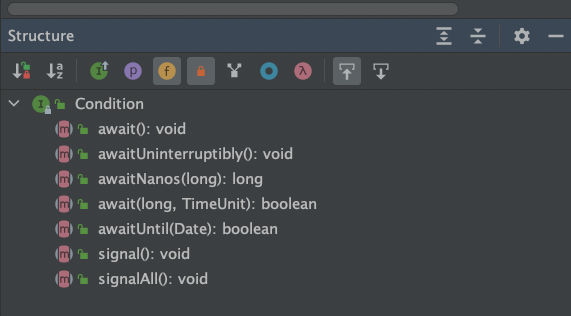 Structure
Condition
await(): void
awaitUninterruptibly(): void
awaitNanos(long): long
await(long, TimeUnit): boolean
awaitUntil(Date): boolean
signal(): void
signalAll(): void